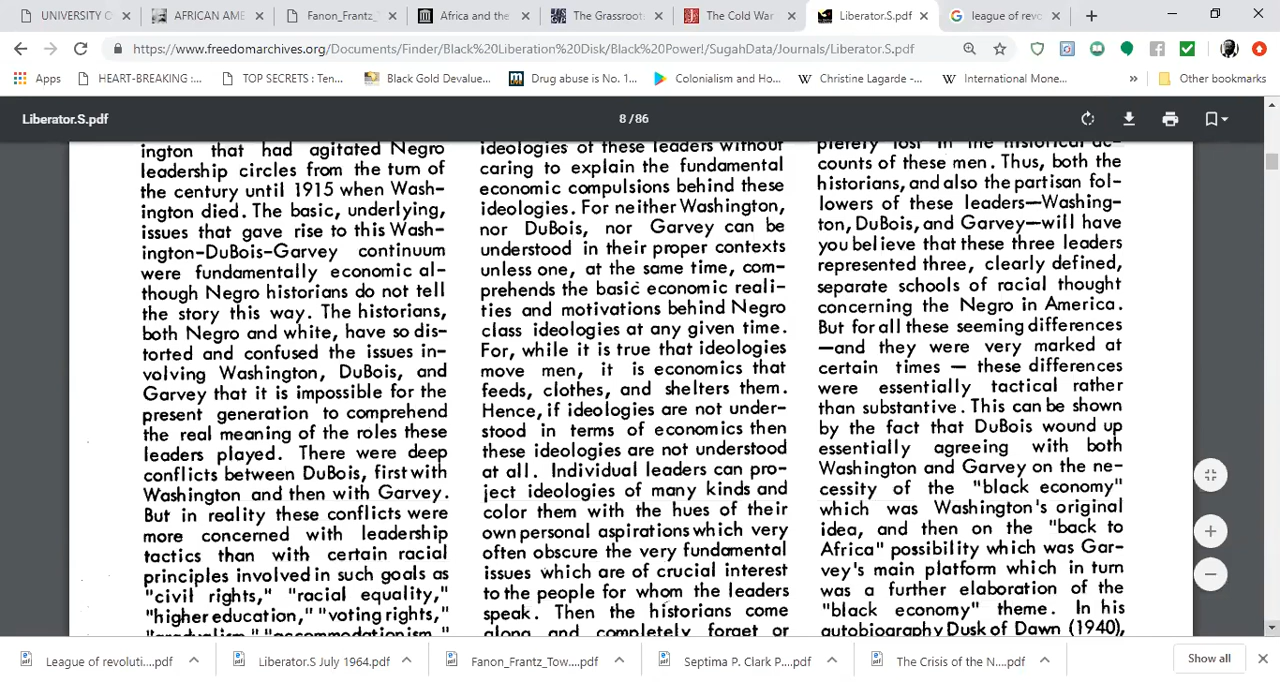 UNIVERSITY C
AFRICAN AME
Fanon_Frantz_
Africa and the
The Grassroot
The Cold War
Liberator.S.pdf
league of revo
https://www.freedomarchives.org/Documents/Finder/Black%20Liberation%20Disk/Black%20Power!/SugahData/Journals/Liberator.S.pdf
Apps
HEART-BREAKING :...
TOP SECRETS : Ten...
Black Gold Devalue...
Drug abuse is No. 1...
Colonialism and Ho...
Christine Lagarde -...
International Mone...
Other bookmarks
Liberator.S.pdf
8 / 86
ington that had agitated Negro
leadership circles from the turn of
the century until 1915 when Wash-
ington died. The basic, underlying,
issues that gave rise to this Wash-
ington-DuBois-Garvey continuum
were fundamentally economic al-
though Negro historians do not tell
the story this way. The historians,
both Negro and white, have so dis-
torted and confused the issues in-
volving Washington, DuBois, and
Garvey that it is impossible for the
present generation to comprehend
the real meaning of the roles these
leaders played. There were deep
conflicts between DuBois, first with
Washington and then with Garvey.
But in reality these conflicts were
more concerned with leadership
tactics than with certain racial
principles involved in such goals as
"civil rights," "racial equality,"
"higher education," "voting rights,"
"gradualism," "accommodationism,"
ideologies of these leaders without
caring to explain the fundamental
economic compulsions behind these
ideologies. For neither Washington,
nor DuBois, nor Garvey can be
understood in their proper contexts
unless one, at the same time, com-
prehends the basic economic reali-
ties and motivations behind Negro
class ideologies at any given time.
For, while it is true that ideologies
move men, it is economics that
feeds, clothes, and shelters them.
Hence, if ideologies are not under-
stood in terms of economics then
these ideologies are not understood
at all. Individual leaders can pro-
ject ideologies of many kinds and
color them with the hues of their
own personal aspirations which very
often obscure the very fundamental
issues which are of crucial interest
to the people for whom the leaders
speak. Then the historians come
along and completely forget or
pletely lost in the historical ac-
counts of these men. Thus, both the
historians, and also the partisan fol-
lowers of these leaders—Washing-
ton, DuBois, and Garvey—will have
you believe that these three leaders
represented three, clearly defined,
separate schools of racial thought
concerning the Negro in America.
But for all these seeming differences
—and they were very marked at
certain times — these differences
were essentially tactical rather
than substantive. This can be shown
by the fact that DuBois wound up
essentially agreeing with both
Washington and Garvey on the ne-
cessity of the "black economy"
which was Washington's original
idea, and then on the "back to
Africa" possibility which was Gar-
vey's main platform which in turn
was a further elaboration of the
"black economy" theme. In his
autobiography Dusk of Dawn (1940),
League of revoluti....pdf
Liberator.S July 1964.pdf
Fanon_Frantz_Tow....pdf
Septima P. Clark P....pdf
The Crisis of the N....pdf
Show all